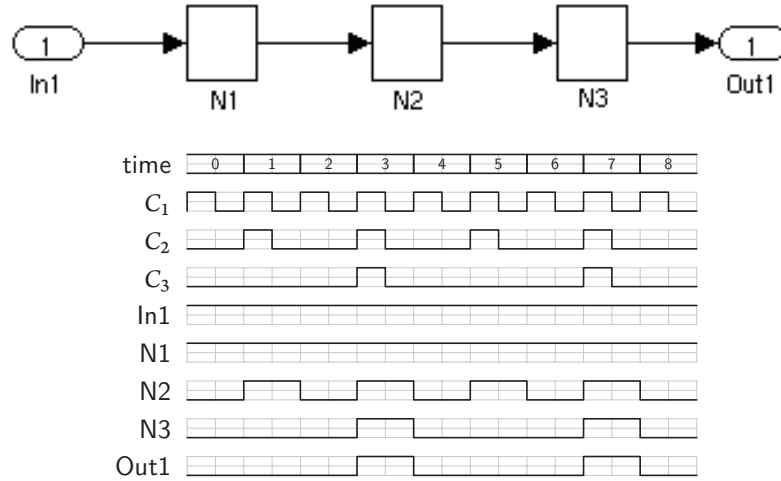 1 1
In1 N1 N2 N3 Out1
time 0 1 2 3 4 5 6 7 8
C₁
C₂
C₃
In1
N1
N2
N3
Out1